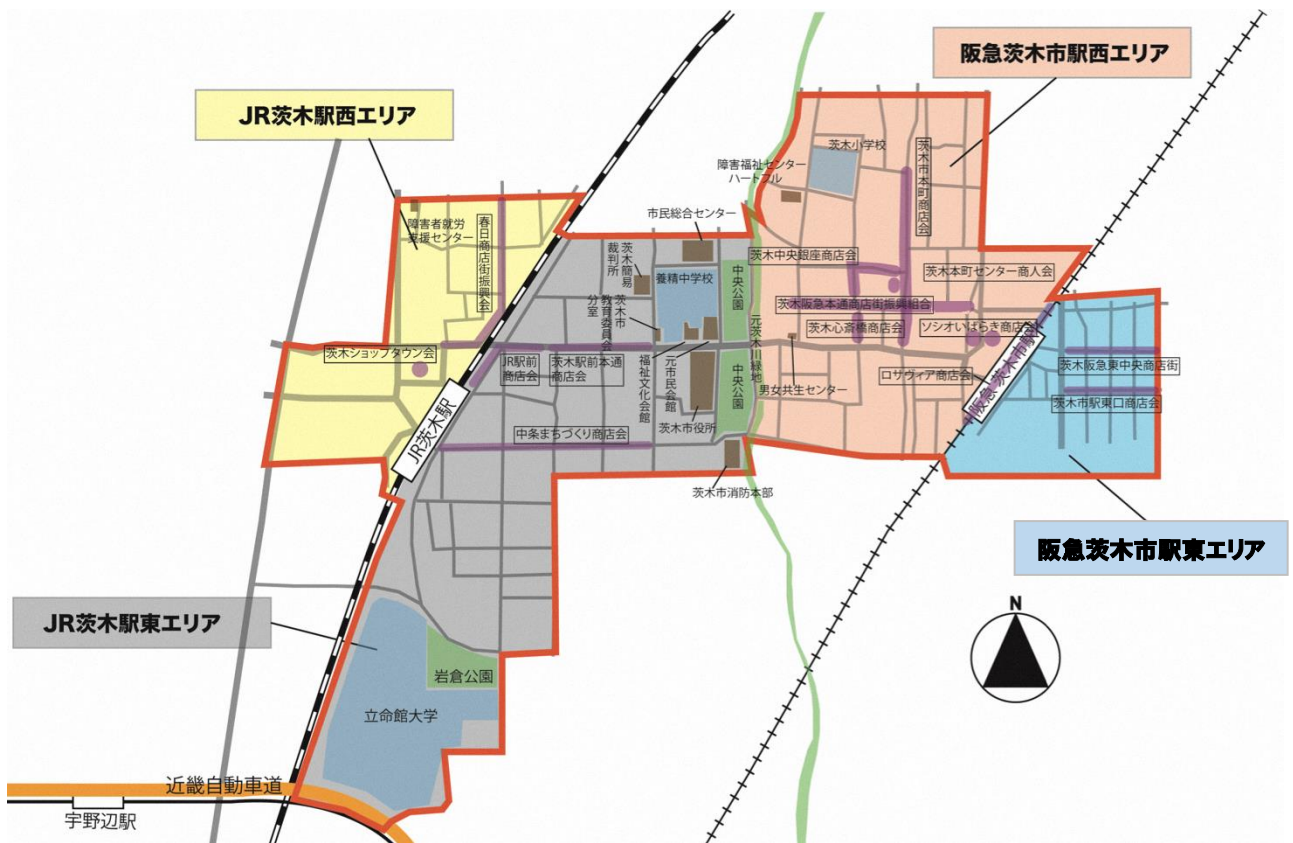 阪急茨木市駅西エリア
JR茨木駅西エリア
茨木小学校
茨木市本町商店会
障害福祉センター
ハートフル
市民総合センター
障害者就労
支援センター
春日商店街振興会
茨木簡易
裁判所
養精中学校
中央公園
茨木中央銀座商店会
茨木本町センター商人会
茨木市
教育委員会
分室
元茨木川緑地
茨木阪急本通商店街振興組合
茨木心斎橋商店会
ソシオいばらき商店会
茨木ショップタウン会
JR駅前
商店会
茨木駅前本通
商店会
福祉文化会館
元市民会館
中央公園
男女共生センター
ロサヴィア商店会
阪急茨木市駅
茨木阪急東中央商店街
茨木市駅東口商店会
JR茨木駅
中条まちづくり商店会
茨木市役所
茨木市消防本部
阪急茨木市駅東エリア
JR茨木駅東エリア
N
岩倉公園
立命館大学
近畿自動車道
宇野辺駅